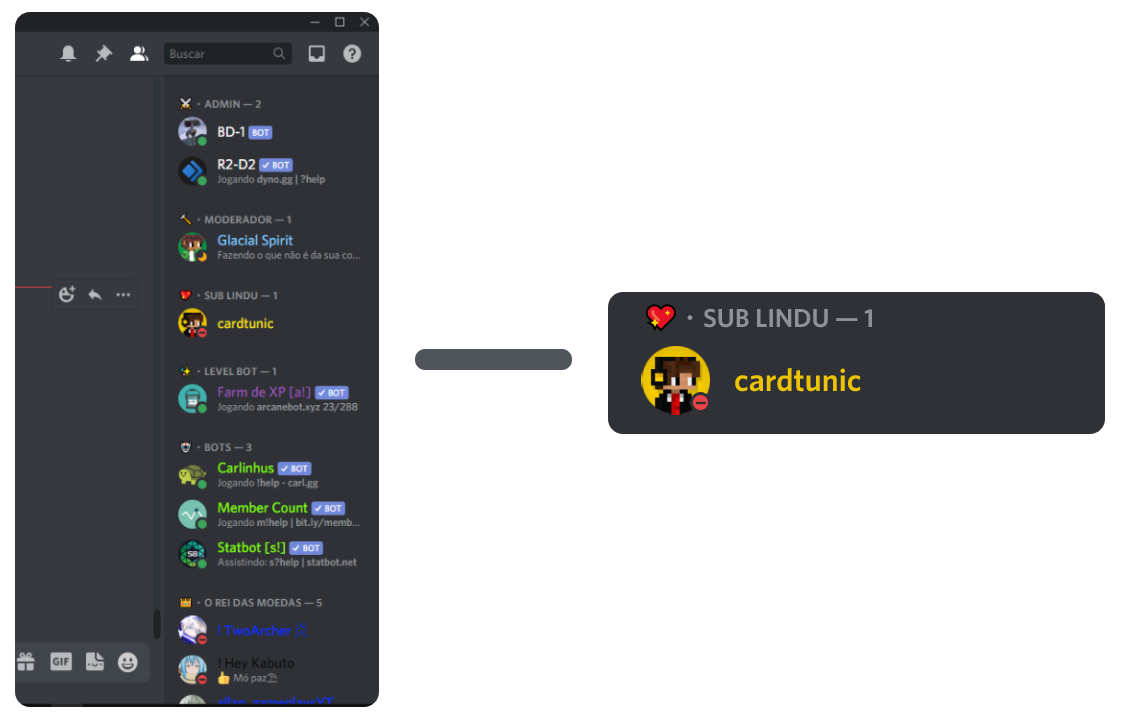 Buscar
· ADMIN — 2
BD-1 BOT
R2-D2 ✓ BOT
Jogando dyno.gg | ?help
· MODERADOR — 1
Glacial Spirit
Fazendo o que não é da sua co...
· SUB LINDU — 1
cardtunic
· LEVEL BOT — 1
Farm de XP [a!] ✓ BOT
Jogando arcanebot.xyz 23/288
· BOTS — 3
Carlinhus ✓ BOT
Jogando !help - carl.gg
Member Count ✓ BOT
Jogando m!help | bit.ly/memb...
Statbot [s!] ✓ BOT
Assistindo: s?help | statbot.net
· O REI DAS MOEDAS — 5
! TwoArcher
! Hey Kabuto
👍 Mó paz⛱
GIF
· SUB LINDU — 1
cardtunic